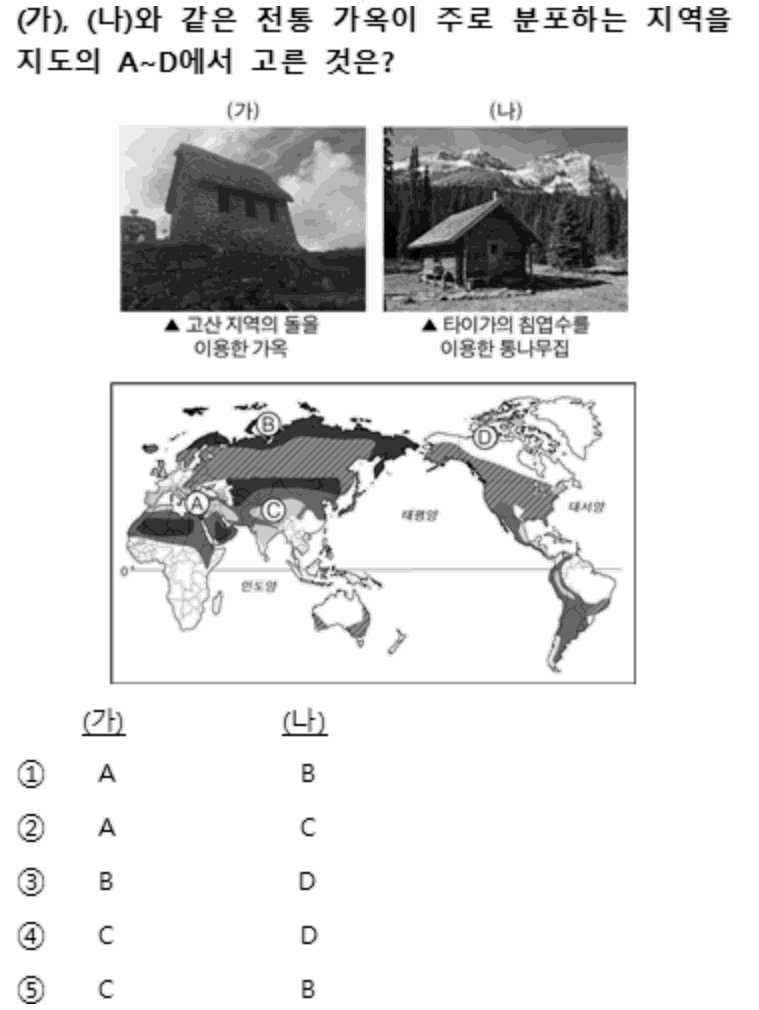 (가), (나)와 같은 전통 가옥이 주로 분포하는 지역을
지도의 A~D에서 고른 것은?
(가) (나)
▲ 고산 지역의 돌을
이용한 가옥
▲ 타이가의 침엽수를
이용한 통나무집
B
D
A
C
대서양
태평양
0°
인도양
(가) (나)
① A B
② A C
③ B D
④ C D
⑤ C B